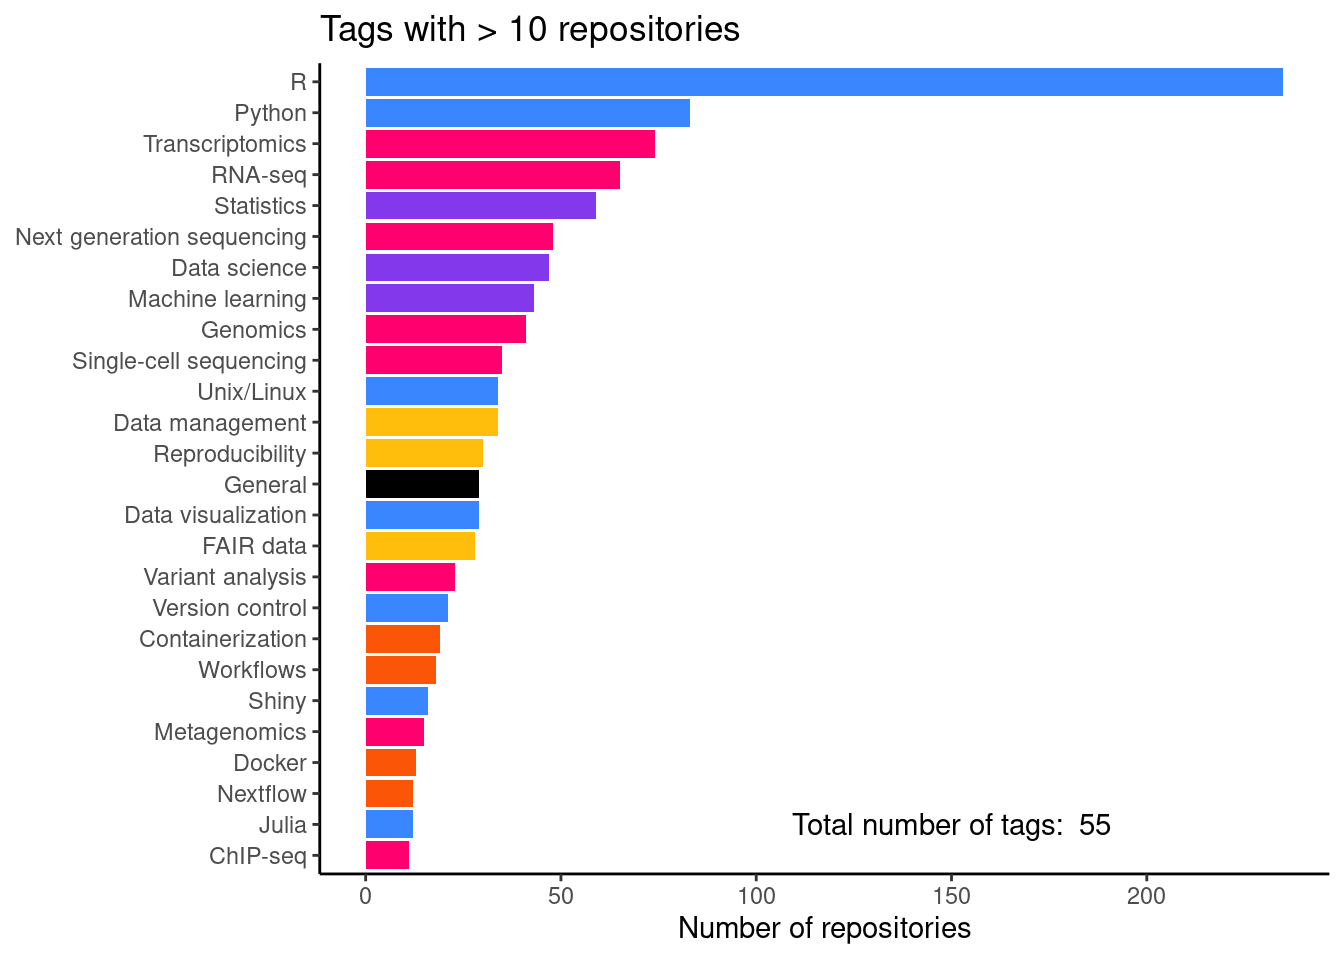 Tags with > 10 repositories
R
Python
Transcriptomics
RNA-seq
Statistics
Next generation sequencing
Data science
Machine learning
Genomics
Single-cell sequencing
Unix/Linux
Data management
Reproducibility
General
Data visualization
FAIR data
Variant analysis
Version control
Containerization
Workflows
Shiny
Metagenomics
Docker
Nextflow
Julia
Total number of tags: 55
ChIP-seq
0 50 100 150 200
Number of repositories